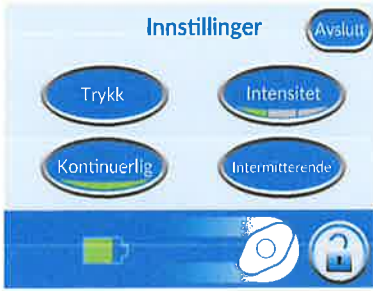 Innstillinger
Avslutt
Trykk
Intensitet
Kontinuerlig
Intermitterende